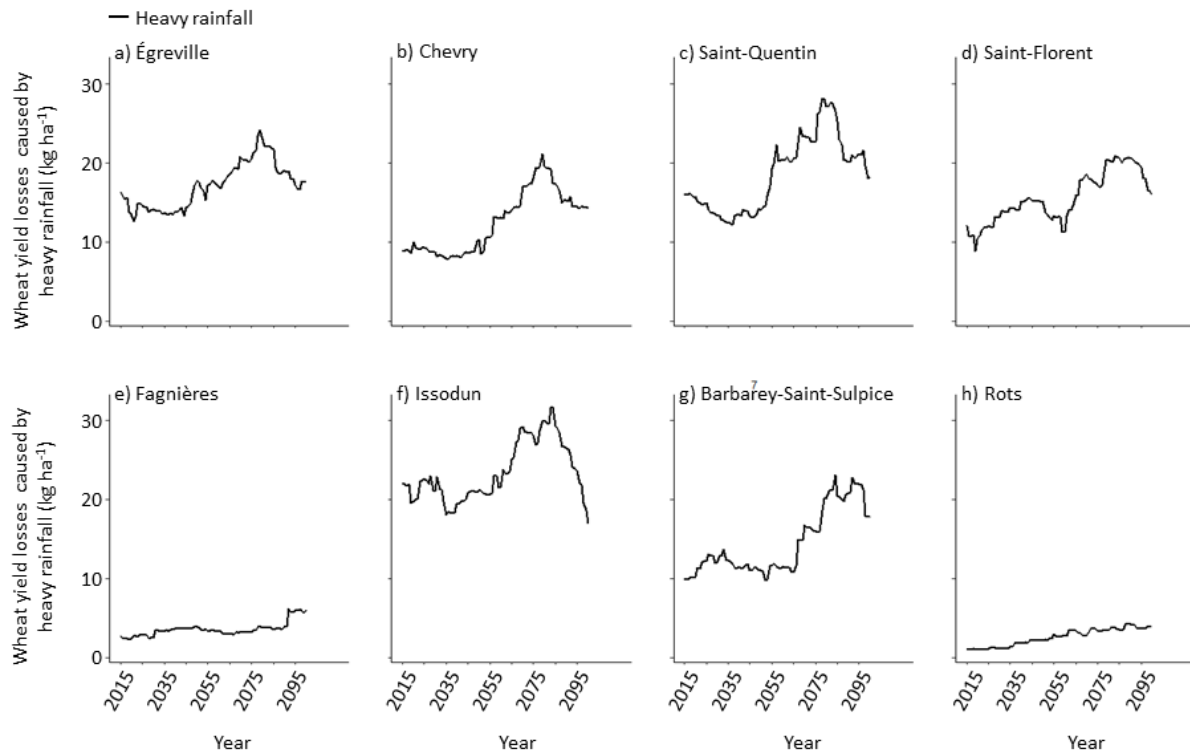 Heavy rainfall
a) Égreville
b) Chevry
c) Saint-Quentin
d) Saint-Florent
Wheat yield losses caused by
heavy rainfall (kg ha⁻¹)
30
20
10
0
e) Fagnières
f) Issodun
g) Barbarey-Saint-Sulpice
7
h) Rots
Wheat yield losses caused by
heavy rainfall (kg ha⁻¹)
30
20
10
0
2015 2035 2055 2075 2095
2015 2035 2055 2075 2095
2015 2035 2055 2075 2095
2015 2035 2055 2075 2095
Year
Year
Year
Year